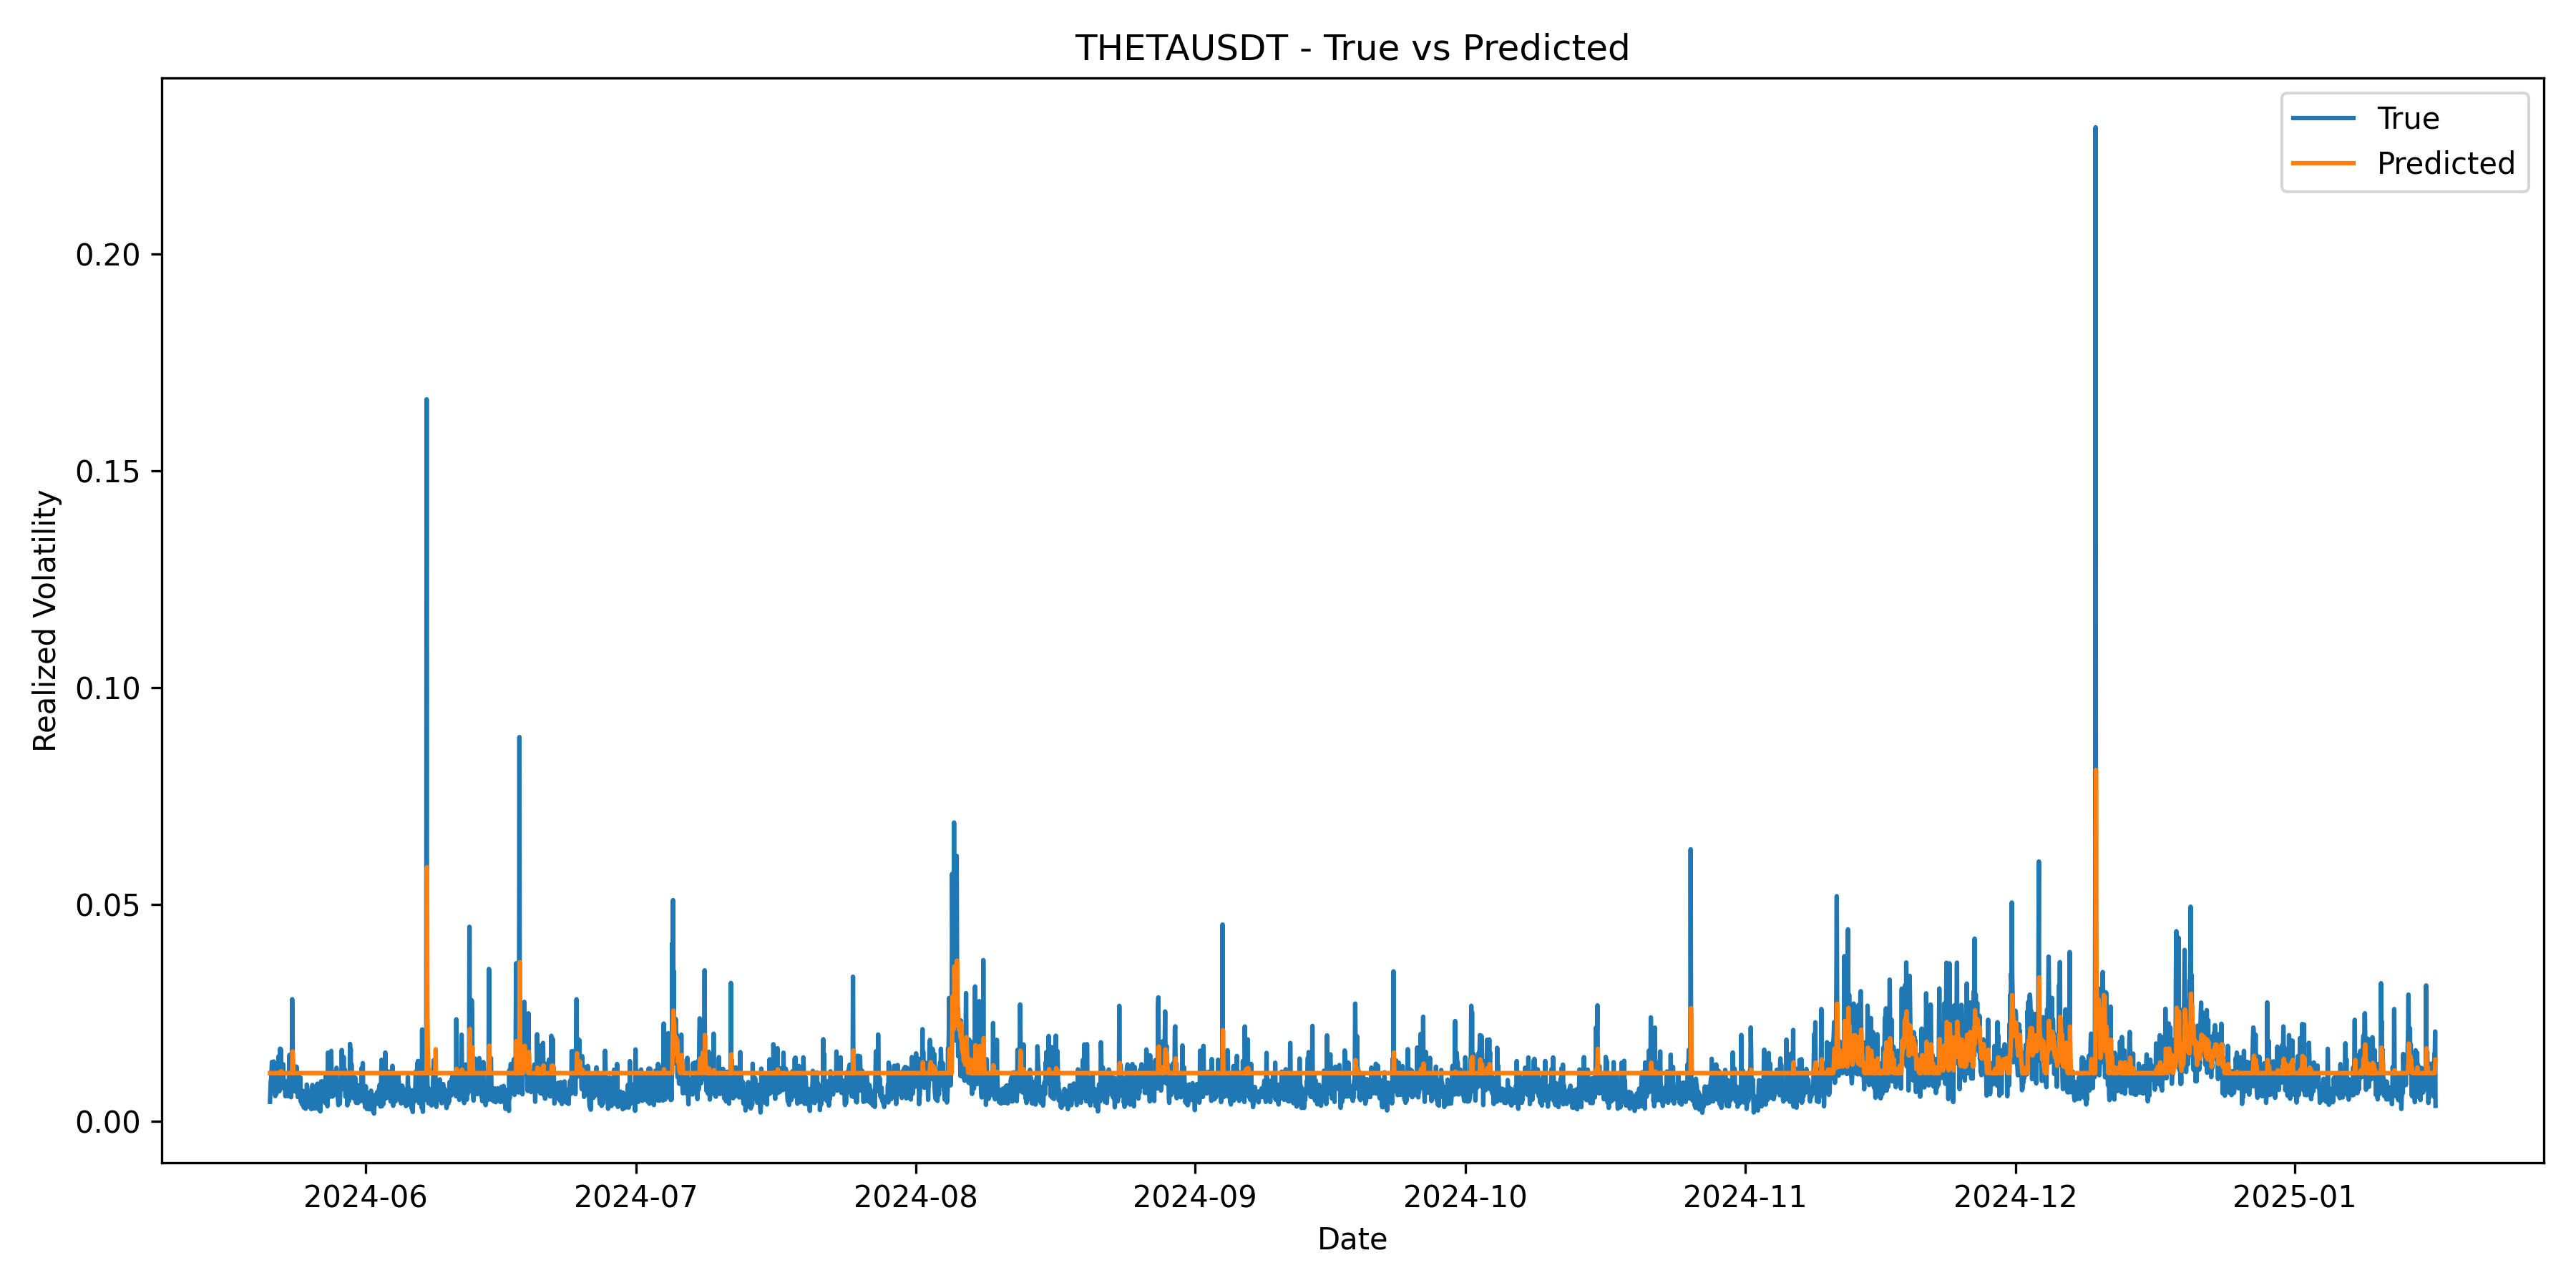 THETAUSDT - True vs Predicted
True
Predicted
Realized Volatility
0.20
0.15
0.10
0.05
0.00
2024-06 2024-07 2024-08 2024-09 2024-10 2024-11 2024-12 2025-01
Date